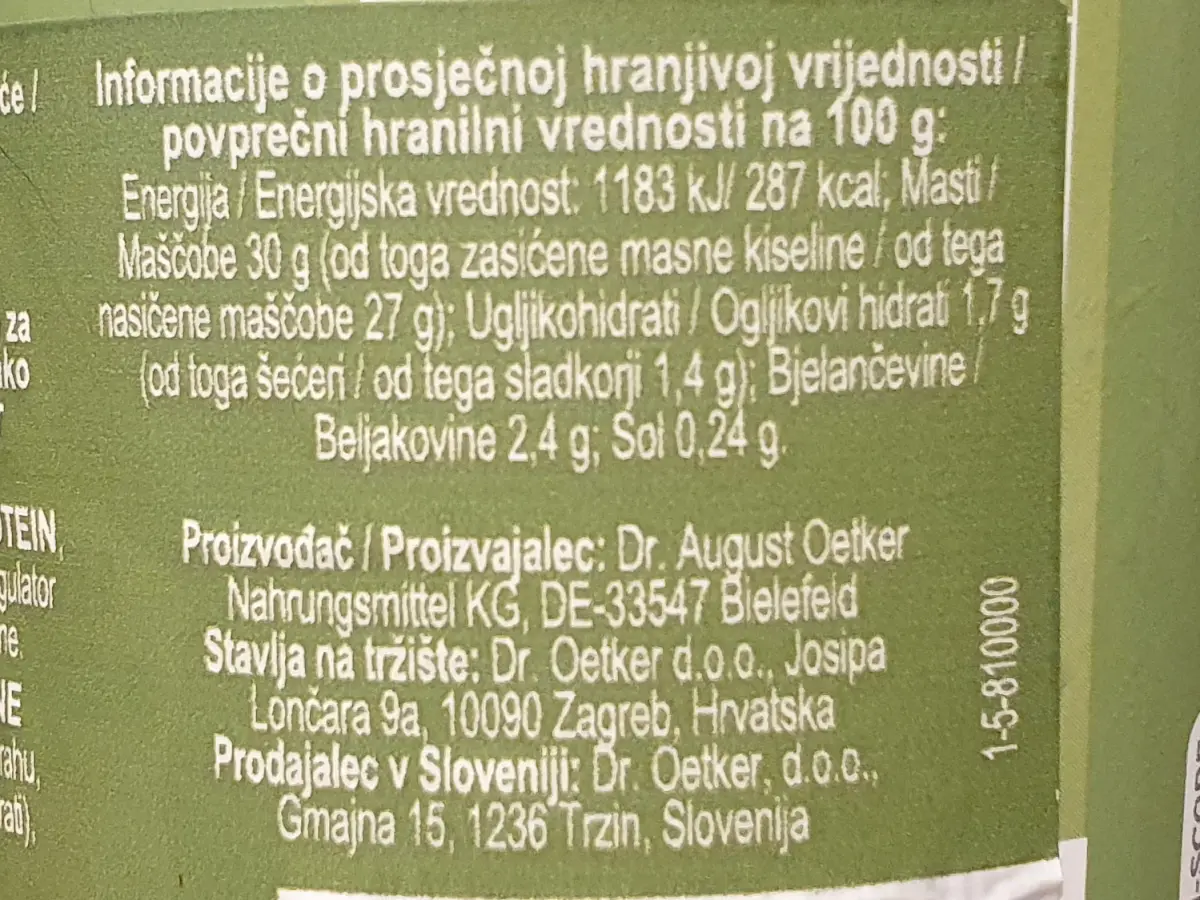 Informacije o prosječnoj hranjivoj vrijednosti /
povprečni hranilni vrednosti na 100 g:
Energija / Energijska vrednost: 1183 kJ/ 287 kcal; Masti /
Maščobe 30 g (od toga zasićene masne kiseline / od tega
nasičene maščobe 27 g); Ugljikohidrati / Ogljikovi hidrati 1,7 g
(od toga šećeri / od tega sladkorji 1,4 g); Bjelančevine /
Beljakovine 2,4 g; Sol 0,24 g.
Proizvođač / Proizvajalec: Dr. August Oetker
Nahrungsmittel KG, DE-33547 Bielefeld
Stavlja na tržište: Dr. Oetker d.o.o., Josipa
Lončara 9a, 10090 Zagreb, Hrvatska
Prodajalec v Sloveniji: Dr. Oetker, d.o.o.,
Gmajna 15, 1236 Trzin, Slovenija
1-5-810000
za